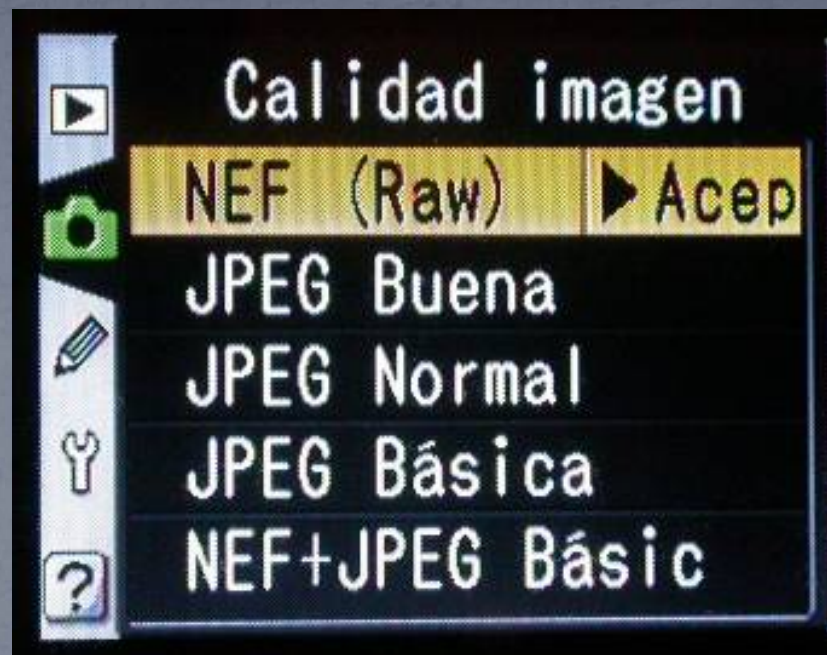 Calidad imagen
NEF (Raw) ▶ Acep
JPEG Buena
JPEG Normal
JPEG Básica
NEF+JPEG Básic
?